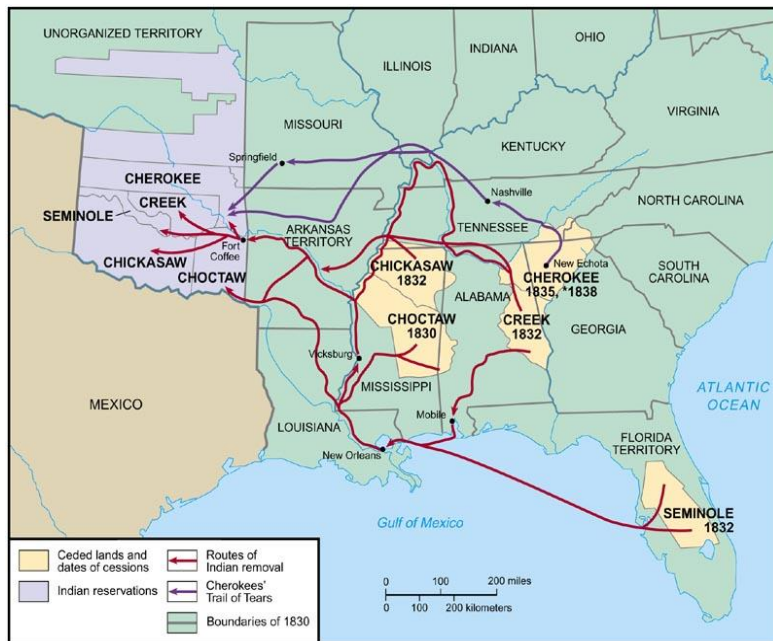 UNORGANIZED TERRITORY
ILLINOIS
INDIANA
OHIO
VIRGINIA
MISSOURI
KENTUCKY
Springfield
CHEROKEE
Nashville
NORTH CAROLINA
CREEK
SEMINOLE
ARKANSAS
TERRITORY
TENNESSEE
Fort
Coffee
New Echota
CHICKASAW
CHICKASAW
1832
CHEROKEE
1835, *1838
SOUTH
CAROLINA
CHOCTAW
ALABAMA
CHOCTAW
1830
CREEK
1832
GEORGIA
Vicksburg
MISSISSIPPI
ATLANTIC
OCEAN
MEXICO
Mobile
LOUISIANA
New Orleans
FLORIDA
TERRITORY
SEMINOLE
1832
Gulf of Mexico
Ceded lands and
dates of cessions
Routes of
Indian removal
Indian reservations
Cherokees'
Trail of Tears
Boundaries of 1830
0 100 200 miles
0 100 200 kilometers